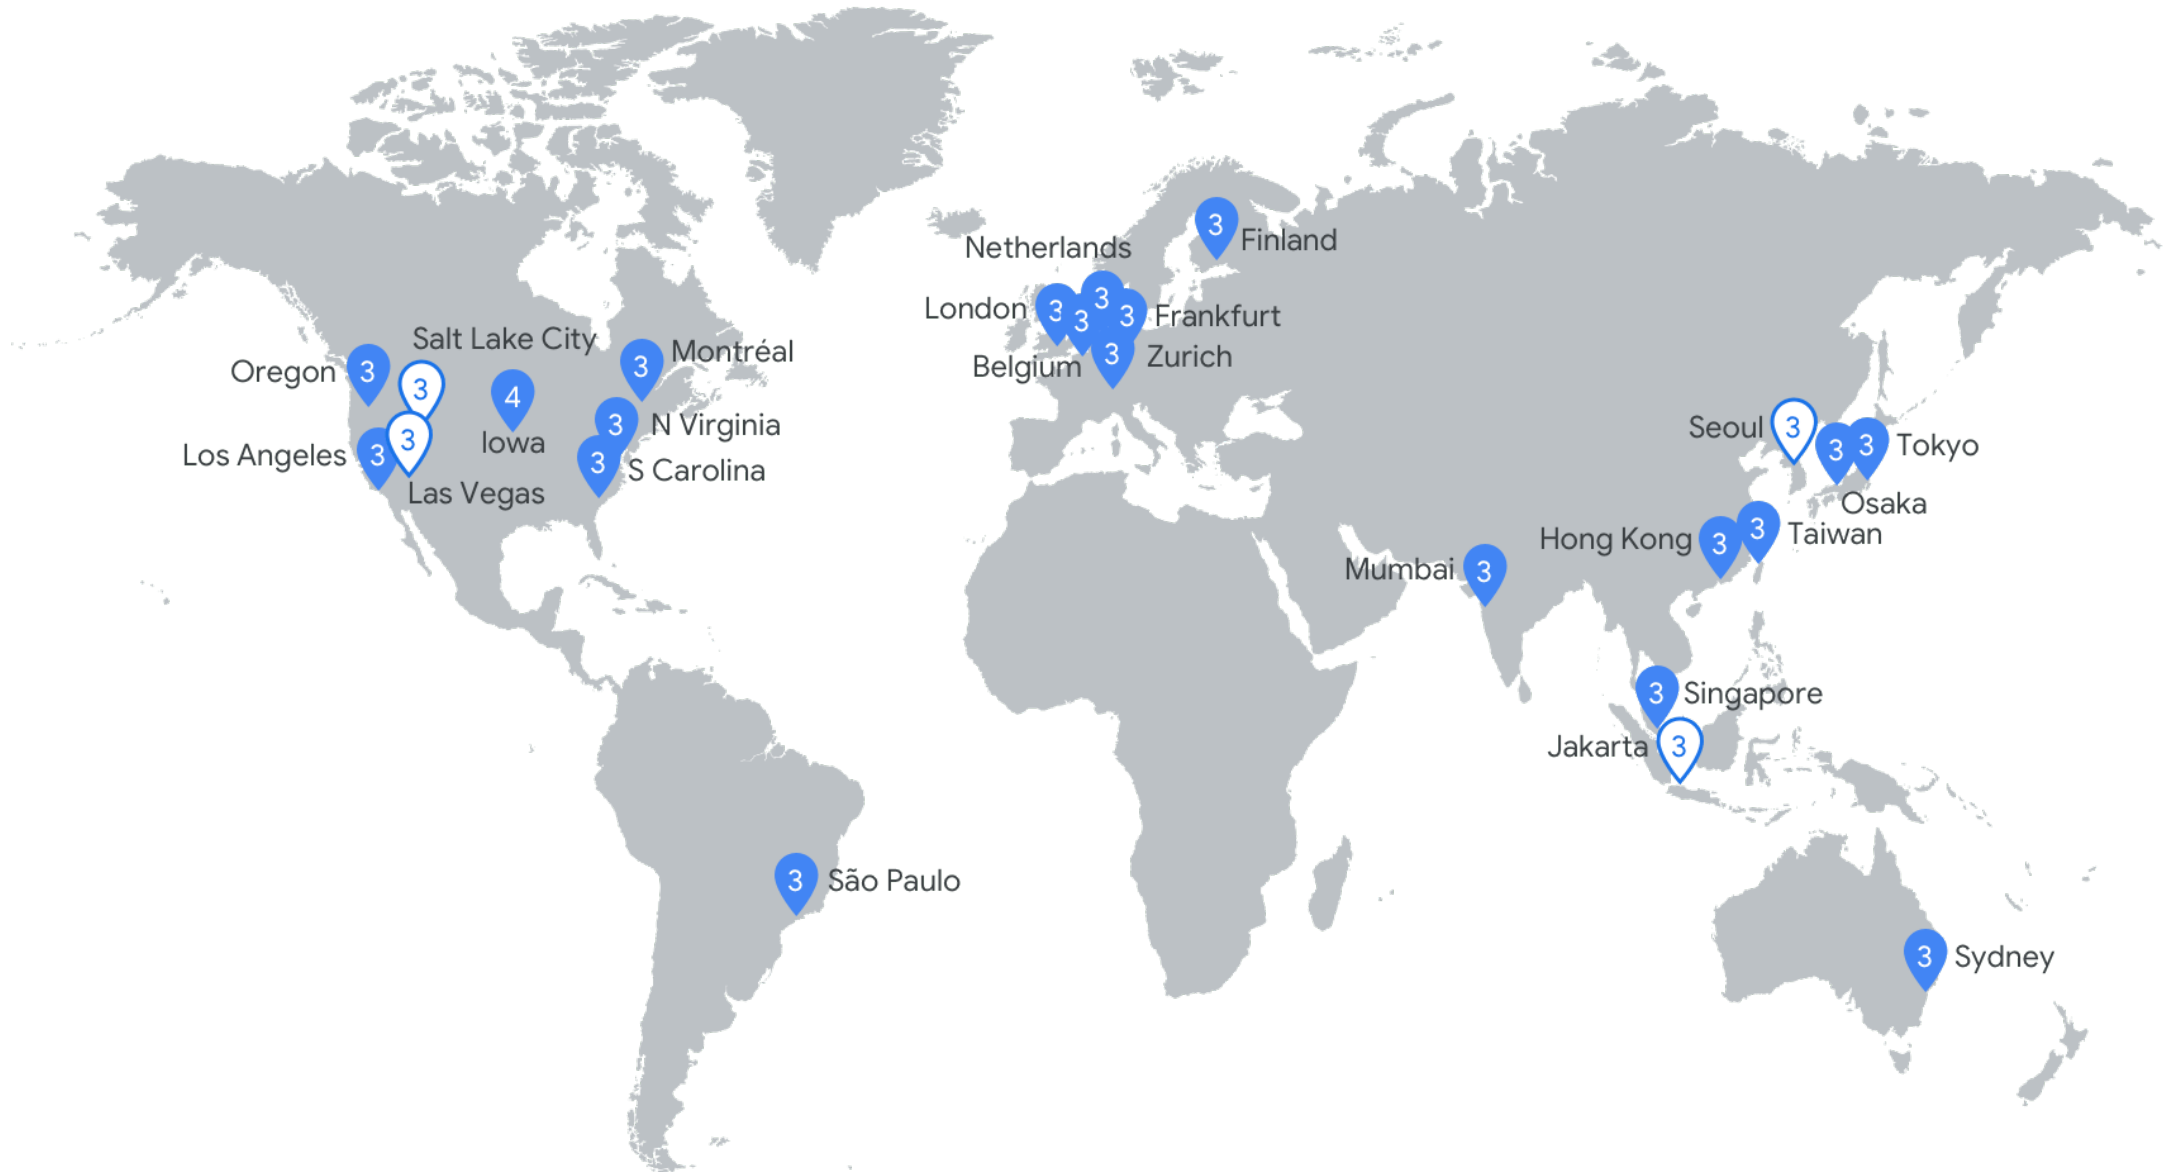 3
Finland
Netherlands
3
London
3
3
3
Frankfurt
Belgium
3
Zurich
Salt Lake City
Oregon
3
3
3
Montréal
4
Iowa
3
N Virginia
Los Angeles
3
3
Las Vegas
3
S Carolina
Seoul
3
3
3
Tokyo
Osaka
Hong Kong
3
3
Taiwan
Mumbai
3
3
Singapore
Jakarta
3
3
São Paulo
3
Sydney